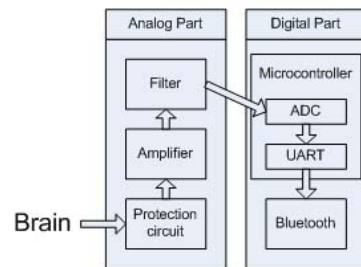 Analog Part
Digital Part
Filter
Microcontroller
ADC
Amplifier
UART
Brain
Protection
circuit
Bluetooth